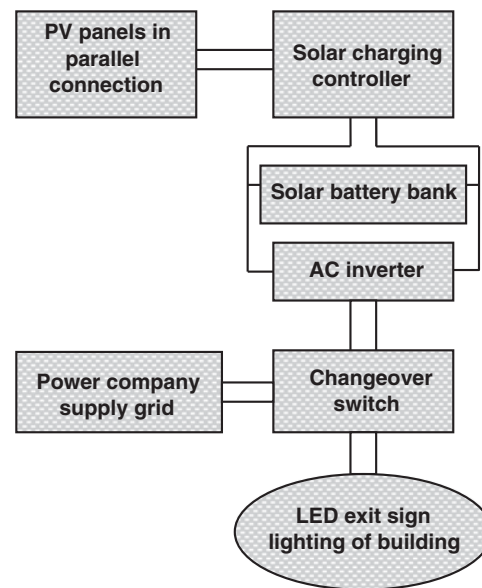 PV panels in
parallel
connection
Solar charging
controller
Solar battery bank
AC inverter
Power company
supply grid
Changeover
switch
LED exit sign
lighting of building